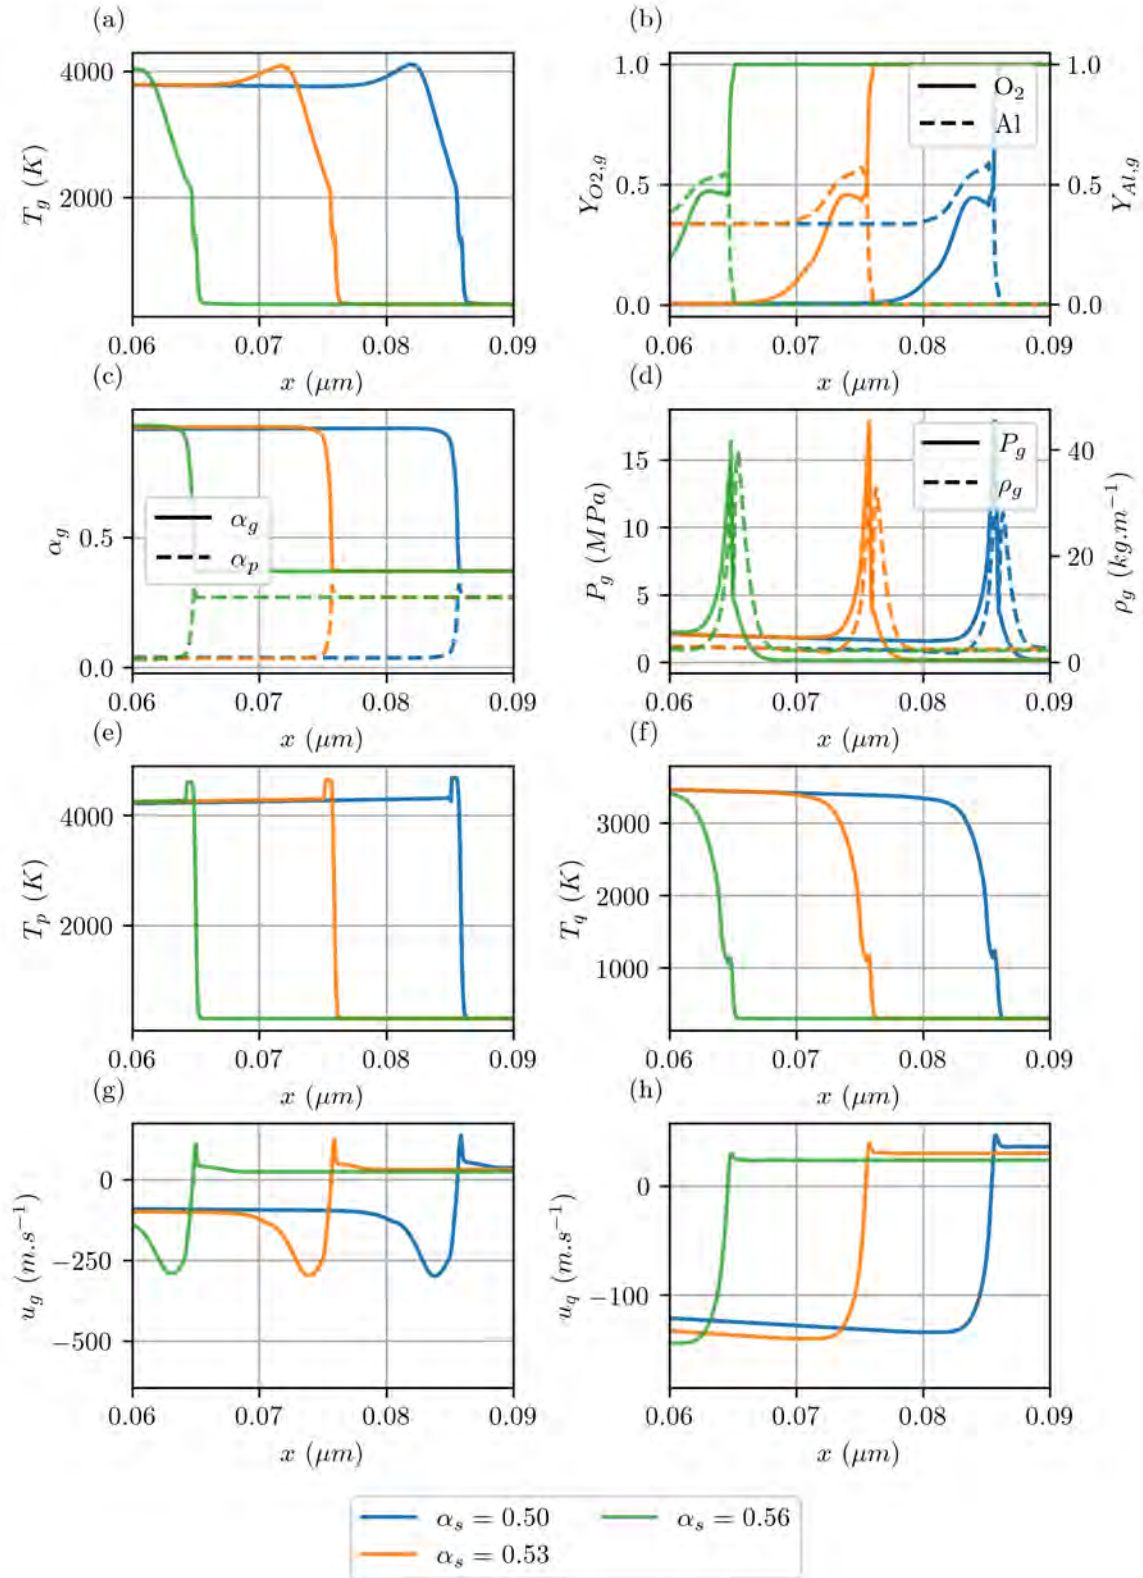 (a)
(b)
4000
2000
T_g (K)
0.06 0.07 0.08 0.09
x (μm)
1.0
0.5
0.0
Y_{O2,g}
O₂
Al
1.0
0.5
0.0
Y_{Al,g}
0.06 0.07 0.08 0.09
x (μm)
(c)
(d)
0.5
0.0
α_g
α_g
α_p
0.06 0.07 0.08 0.09
x (μm)
15
10
5
0
P_g (MPa)
P_g
ρ_g
40
20
0
ρ_g (kg.m⁻¹)
0.06 0.07 0.08 0.09
x (μm)
(e)
(f)
4000
2000
T_p (K)
0.06 0.07 0.08 0.09
x (μm)
3000
2000
1000
T_q (K)
0.06 0.07 0.08 0.09
x (μm)
(g)
(h)
0
−250
−500
u_g (m.s⁻¹)
0.06 0.07 0.08 0.09
x (μm)
0
−100
u_q (m.s⁻¹)
0.06 0.07 0.08 0.09
x (μm)
α_s = 0.50
α_s = 0.56
α_s = 0.53